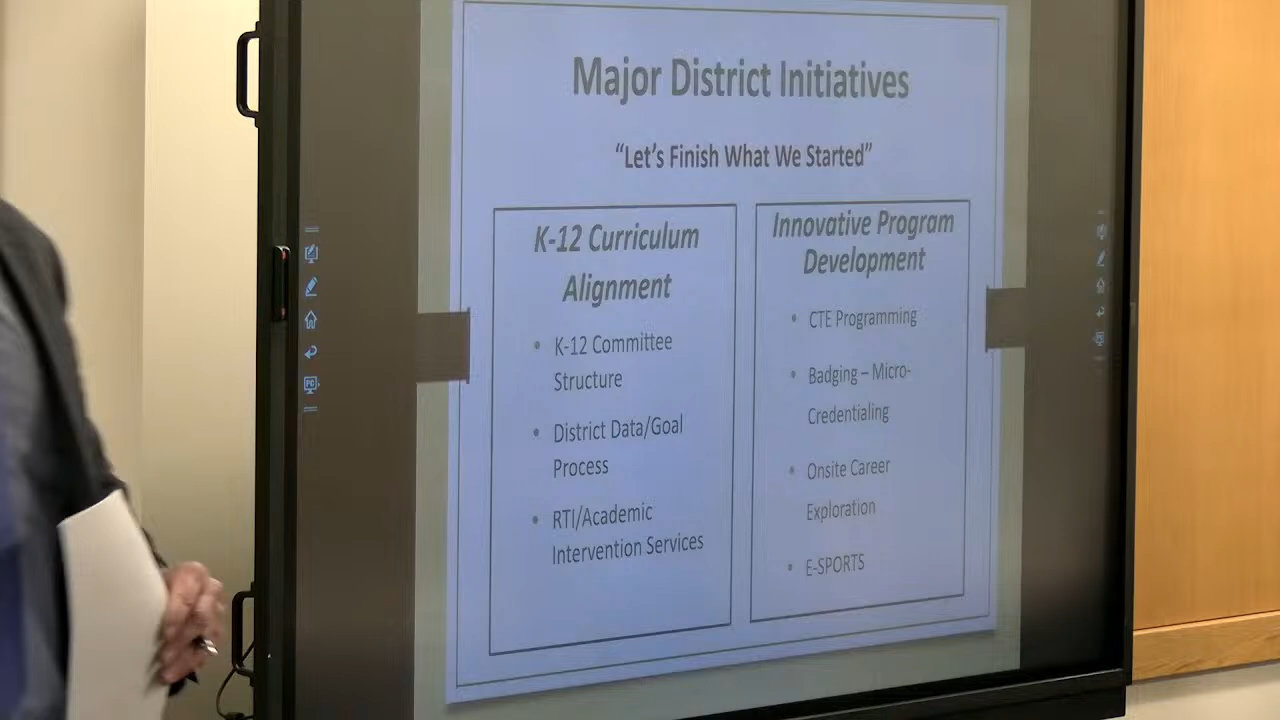 Major District Initiatives
“Let’s Finish What We Started”
K-12 Curriculum
Alignment
• K-12 Committee
Structure
• District Data/Goal
Process
• RTI/Academic
Intervention Services
Innovative Program
Development
• CTE Programming
• Badging – Micro-
Credentialing
• Onsite Career
Exploration
• E-SPORTS
PC